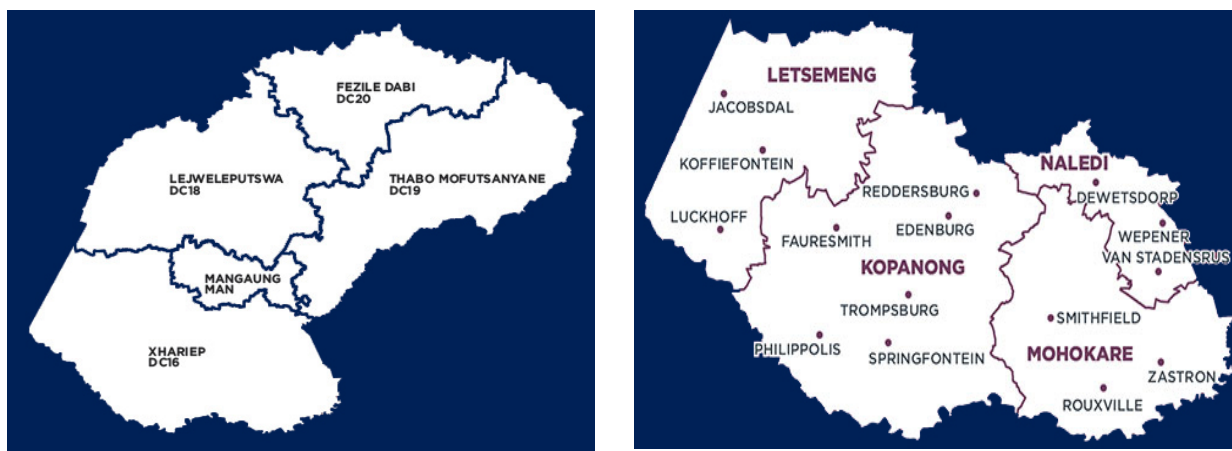 FEZILE DABI
DC20
LEJWELEPUTSWA
DC18
THABO MOFUTSANYANE
DC19
MANGAUNG
MAN
XHARIEP
DC16
LETSEMENG
JACOBSDAL
KOFFIEFONTEIN
LUCKHOFF
NALEDI
DEWETSDORP
WEPENER
VAN STADENSRUS
REDDERSBURG
EDENBURG
FAURESMITH
KOPANONG
TROMPSBURG
PHILIPPOLIS
SPRINGFONTEIN
SMITHFIELD
MOHOKARE
ZASTRON
ROUXVILLE